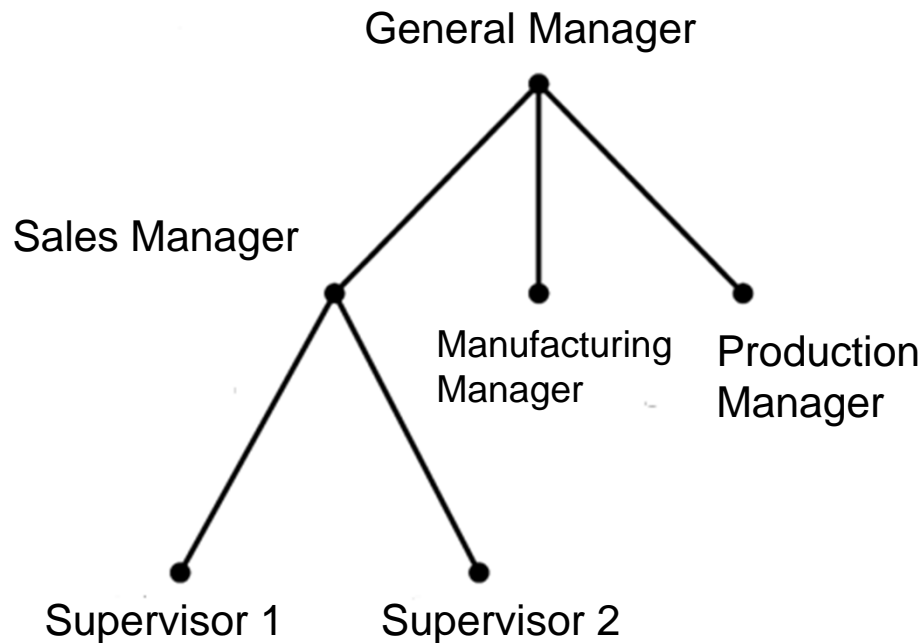 General Manager
Sales Manager
Manufacturing
Manager
Production
Manager
Supervisor 1
Supervisor 2